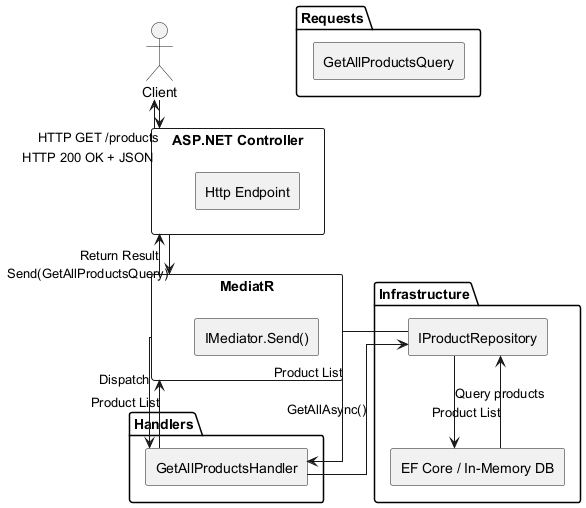 Requests
GetAllProductsQuery
Client
HTTP GET /products
HTTP 200 OK + JSON
ASP.NET Controller
Http Endpoint
Return Result
Send(GetAllProductsQuery)
MediatR
IMediator.Send()
Infrastructure
IProductRepository
Product List
Dispatch
Query products
Product List
Product List
GetAllAsync()
Handlers
GetAllProductsHandler
EF Core / In-Memory DB